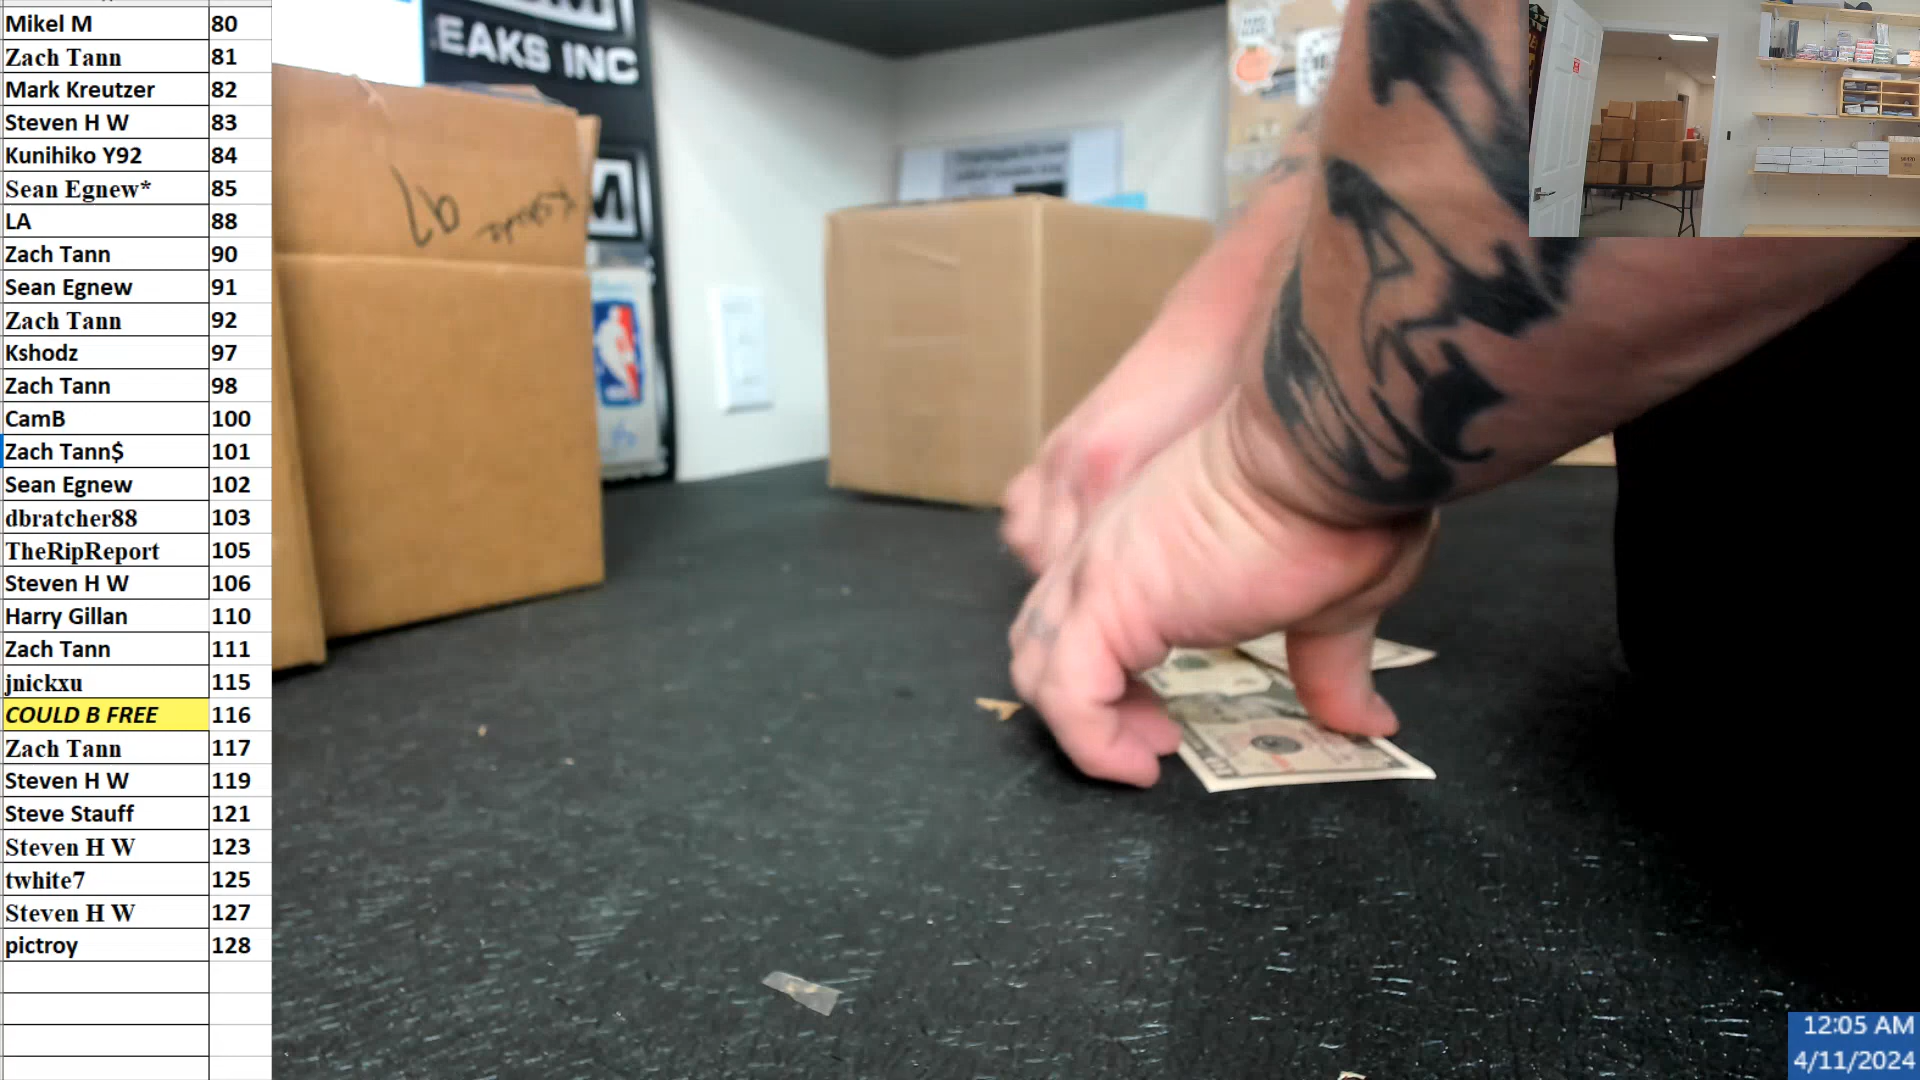 Mikel M 80
Zach Tann 81
Mark Kreutzer 82
Steven H W 83
Kunihiko Y92 84
Sean Egnew* 85
LA 88
Zach Tann 90
Sean Egnew 91
Zach Tann 92
Kshodz 97
Zach Tann 98
CamB 100
Zach Tann$ 101
Sean Egnew 102
dbratcher88 103
TheRipReport 105
Steven H W 106
Harry Gillan 110
Zach Tann 111
jnickxu 115
COULD B FREE 116
Zach Tann 117
Steven H W 119
Steve Stauff 121
Steven H W 123
twhite7 125
Steven H W 127
pictroy 128
EAKS INC
97
12:05 AM
4/11/2024